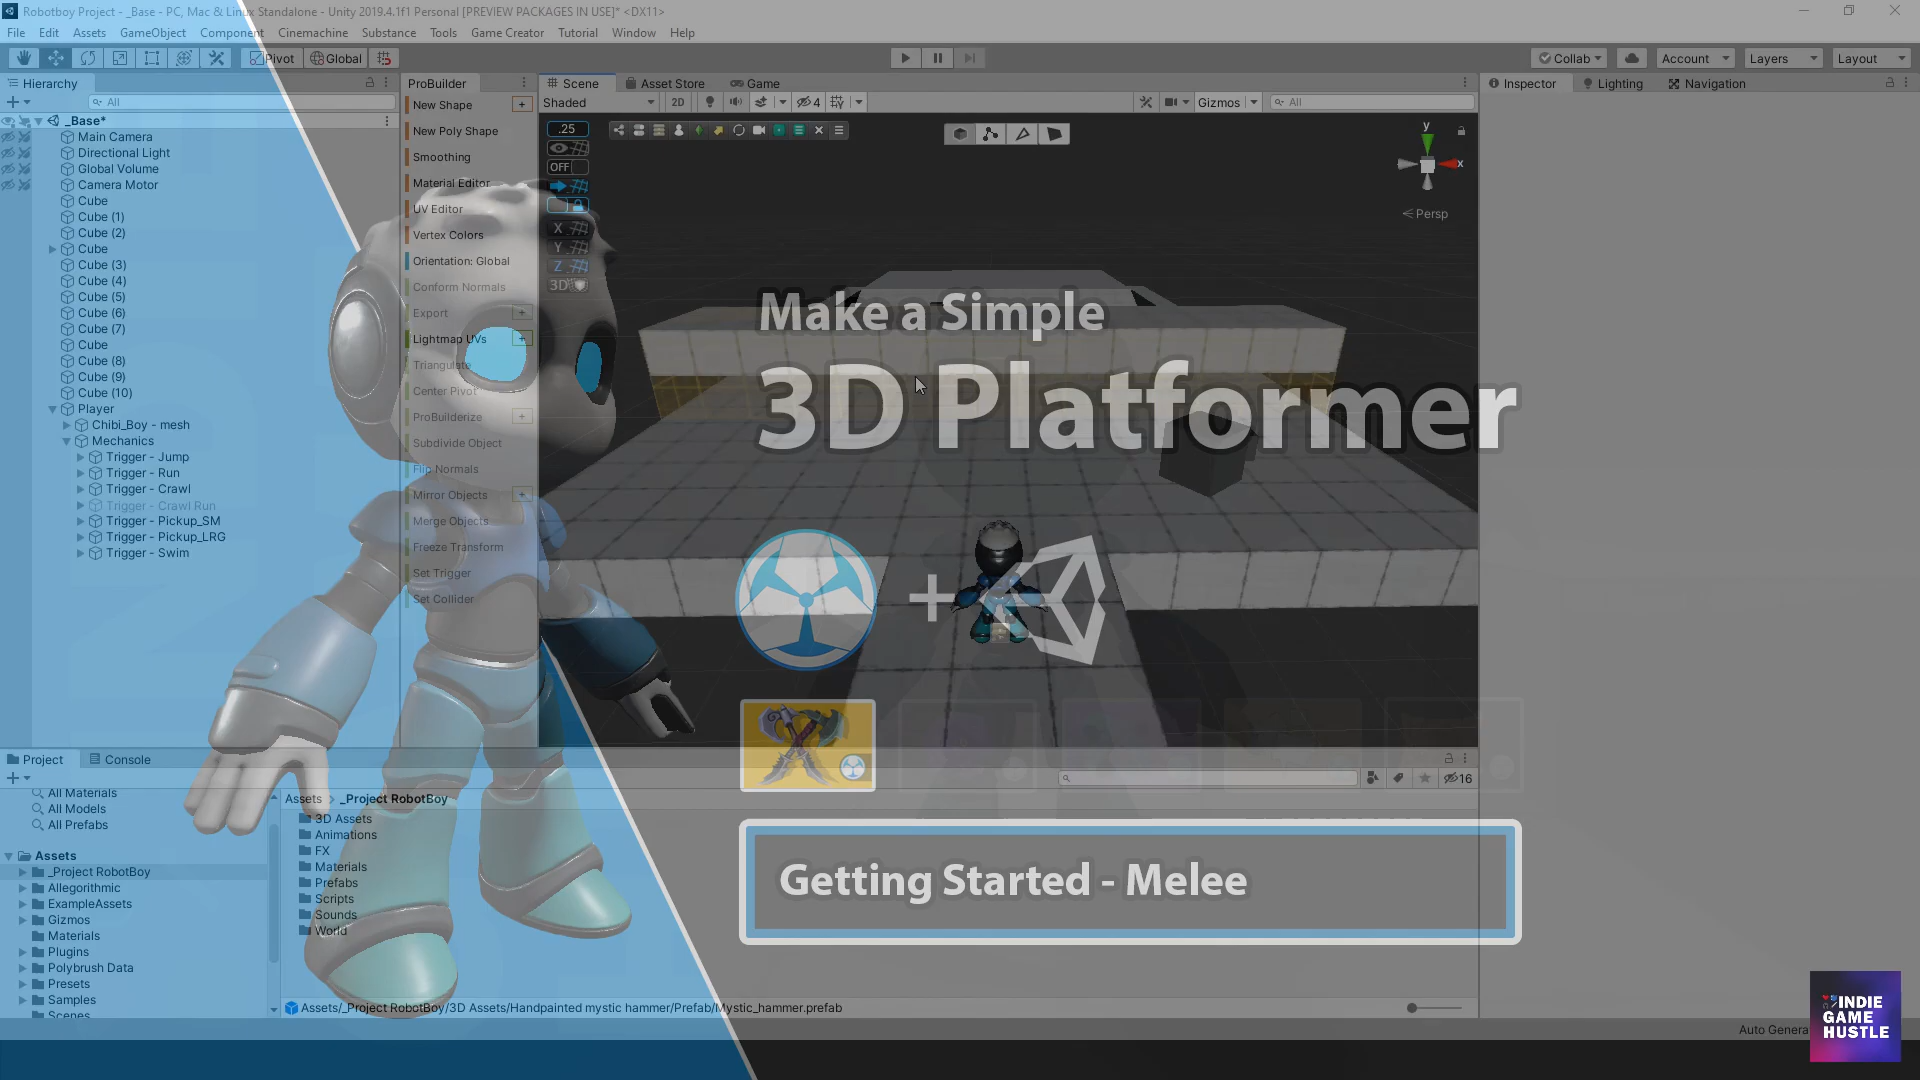 Robotboy Project - _Base - PC, Mac & Linux Standalone - Unity 2019.4.1f1 Personal [PREVIEW PACKAGES IN USE]* <DX11>
File Edit Assets GameObject Component Cinemachine Substance Tools Game Creator Tutorial Window Help
Pivot Global Collab Account Layers Layout
Hierarchy ProBuilder Scene Asset Store Game Inspector Lighting Navigation
All New Shape + Shaded 2D 4 Gizmos All
_Base*
Main Camera
Directional Light
Global Volume
Camera Motor
Cube
Cube (1)
Cube (2)
Cube
Cube (3)
Cube (4)
Cube (5)
Cube (6)
Cube (7)
Cube
Cube (8)
Cube (9)
Cube (10)
Player
Chibi_Boy - mesh
Mechanics
Trigger - Jump
Trigger - Run
Trigger - Crawl
Trigger - Crawl Run
Trigger - Pickup_SM
Trigger - Pickup_LRG
Trigger - Swim
New Poly Shape
Smoothing
Material Editor
UV Editor
Vertex Colors
Orientation: Global
Conform Normals
Export +
Lightmap UVs +
Triangulate
Center Pivot
ProBuilderize +
Subdivide Object
Flip Normals
Mirror Objects +
Merge Objects
Freeze Transform
Set Trigger
Set Collider
.25
OFF
X
Y
Z
3D
y
x
< Persp
Make a Simple
3D Platformer
+
Getting Started - Melee
Project Console
16
All Materials
All Models
All Prefabs
Assets
_Project RobotBoy
Allegorithmic
ExampleAssets
Gizmos
Materials
Plugins
Polybrush Data
Presets
Samples
Scenes
Assets > _Project RobotBoy
3D Assets
Animations
FX
Materials
Prefabs
Scripts
Sounds
World
Assets/_Project RobotBoy/3D Assets/Handpainted mystic hammer/Prefab/Mystic_hammer.prefab
Auto Genera
INDIE
GAME
HUSTLE